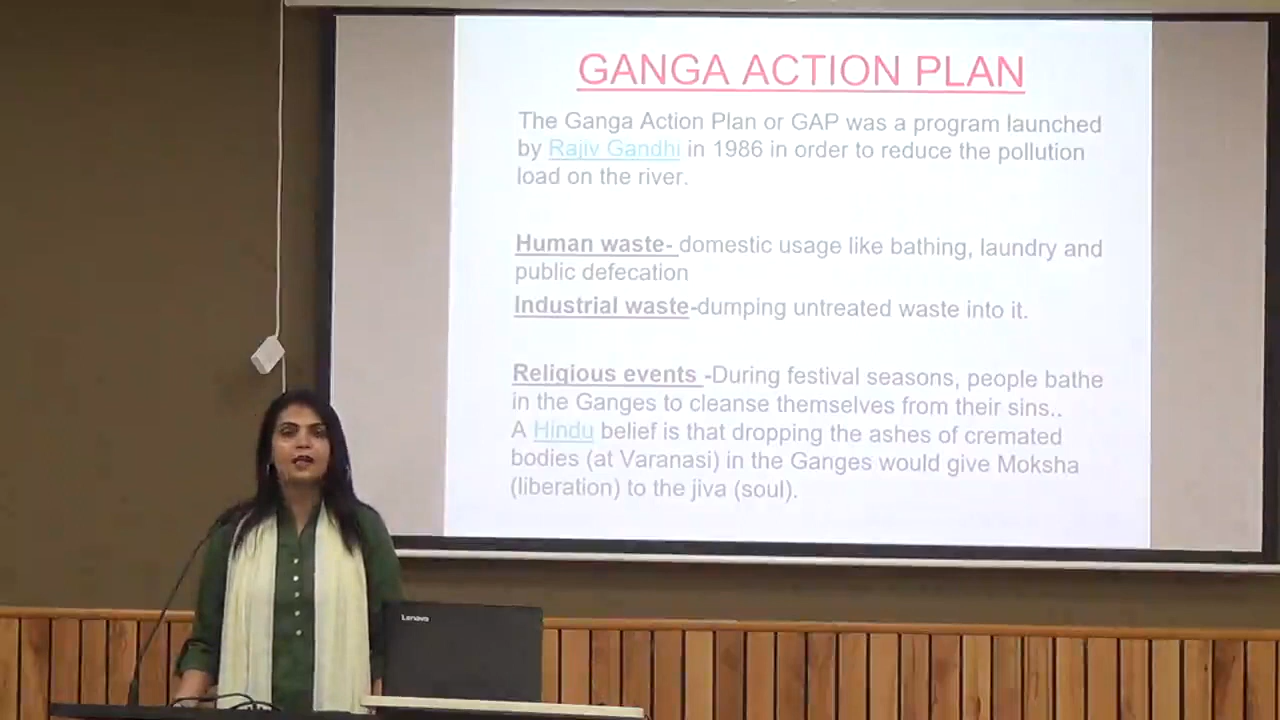 GANGA ACTION PLAN
The Ganga Action Plan or GAP was a program launched
by Rajiv Gandhi in 1986 in order to reduce the pollution
load on the river.
Human waste- domestic usage like bathing, laundry and
public defecation
Industrial waste-dumping untreated waste into it.
Religious events -During festival seasons, people bathe
in the Ganges to cleanse themselves from their sins..
A Hindu belief is that dropping the ashes of cremated
bodies (at Varanasi) in the Ganges would give Moksha
(liberation) to the jiva (soul).
Lenovo